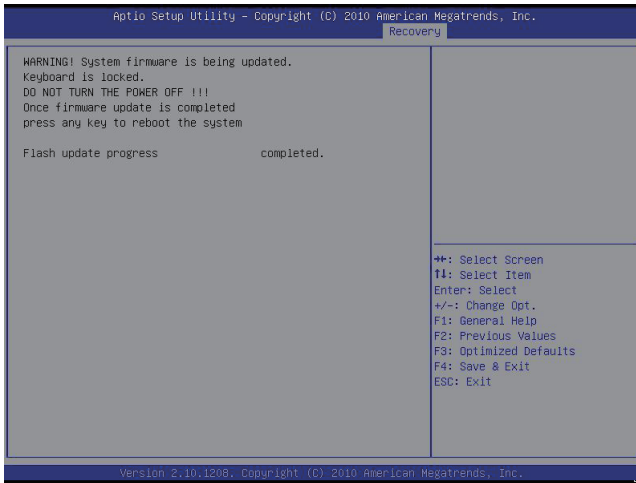 Aptio Setup Utility – Copyright (C) 2010 American Megatrends, Inc.
Recovery
WARNING! System firmware is being updated.
Keyboard is locked.
DO NOT TURN THE POWER OFF !!!
Once firmware update is completed
press any key to reboot the system
Flash update progress completed.
→←: Select Screen
↑↓: Select Item
Enter: Select
+/-: Change Opt.
F1: General Help
F2: Previous Values
F3: Optimized Defaults
F4: Save & Exit
ESC: Exit
Version 2.10.1208. Copyright (C) 2010 American Megatrends, Inc.